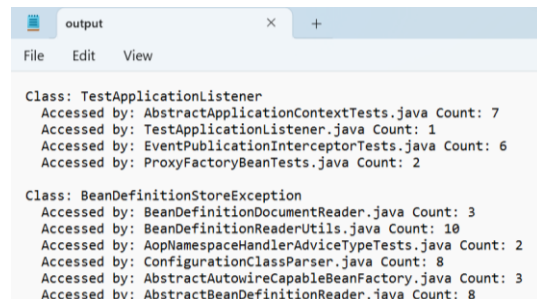 output
File Edit View
Class: TestApplicationListener
Accessed by: AbstractApplicationContextTests.java Count: 7
Accessed by: TestApplicationListener.java Count: 1
Accessed by: EventPublicationInterceptorTests.java Count: 6
Accessed by: ProxyFactoryBeanTests.java Count: 2
Class: BeanDefinitionStoreException
Accessed by: BeanDefinitionDocumentReader.java Count: 3
Accessed by: BeanDefinitionReaderUtils.java Count: 10
Accessed by: AopNamespaceHandlerAdviceTypeTests.java Count: 2
Accessed by: ConfigurationClassParser.java Count: 8
Accessed by: AbstractAutowireCapableBeanFactory.java Count: 3
Accessed by: AbstractBeanDefinitionReader.java Count: 8